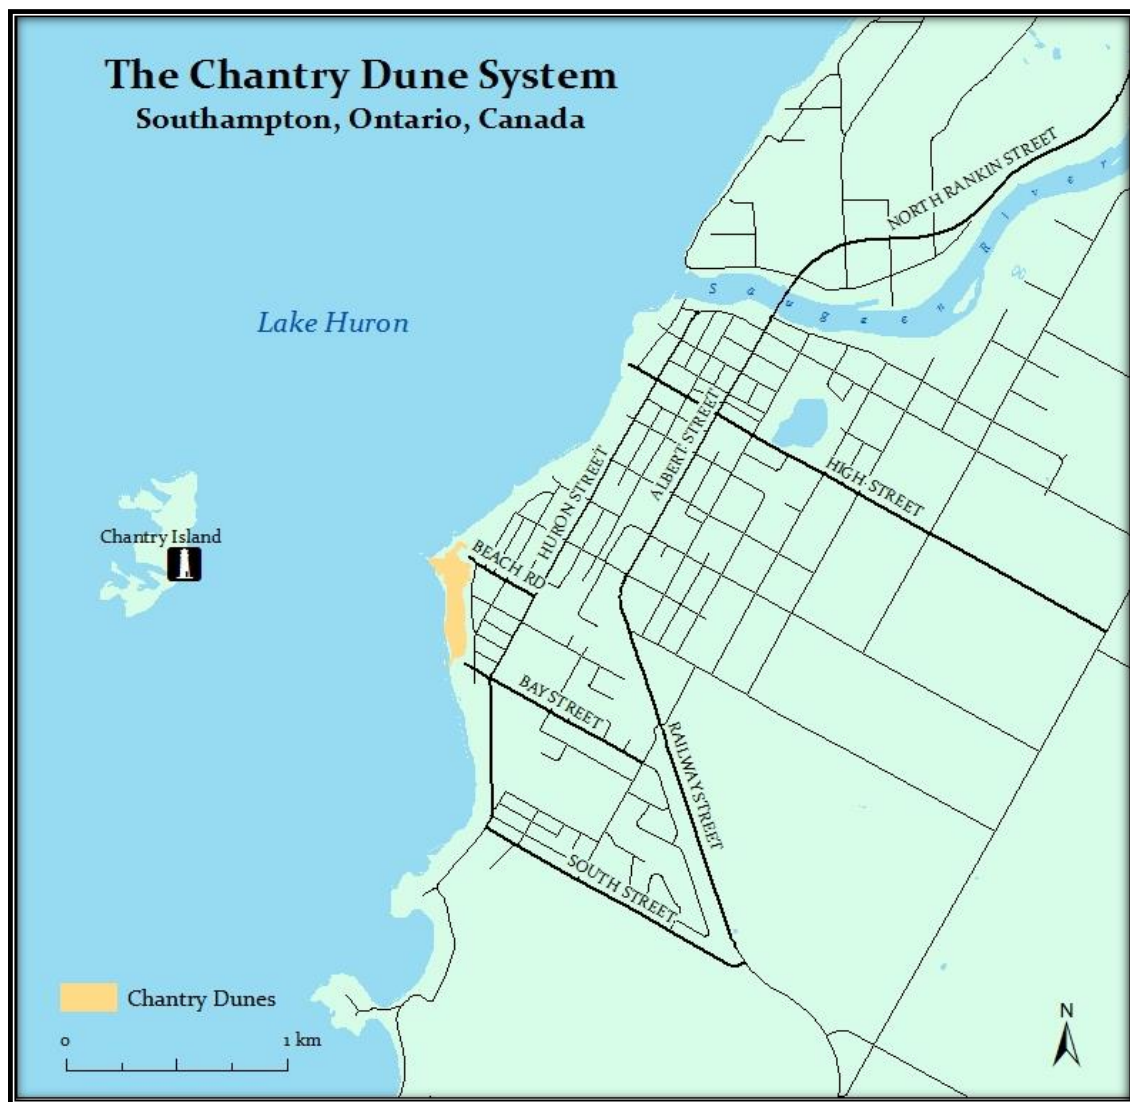 The Chantry Dune System
Southampton, Ontario, Canada
NORTH RANKIN STREET
Saugeen River
Lake Huron
ALBERT STREET
HURON STREET
HIGH STREET
Chantry Island
BEACH RD
BAY STREET
RAILWAY STREET
SOUTH STREET
Chantry Dunes
0 1 km
N